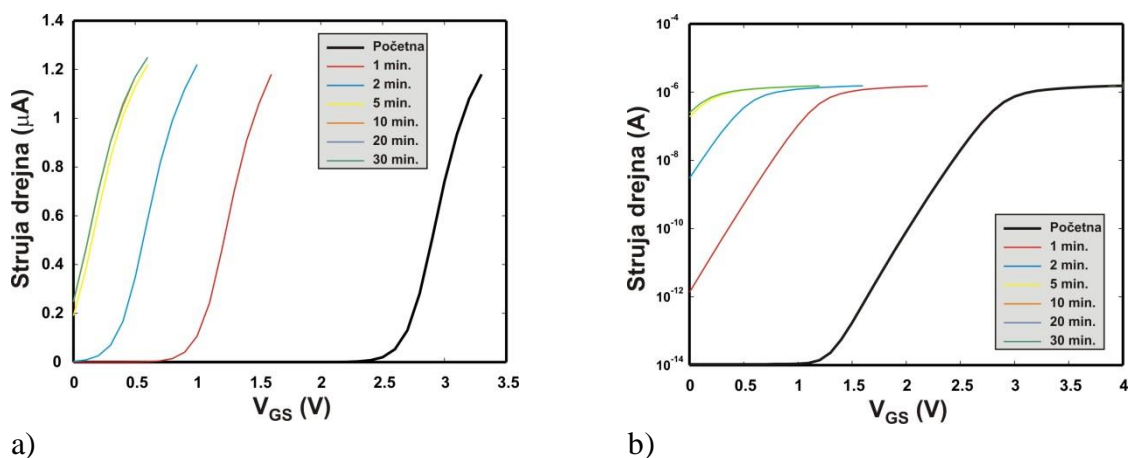 1.4
1.2
1
0.8
0.6
0.4
0.2
0
0
0.5
1
1.5
2
2.5
3
3.5
Struja drejna (μA)
V_GS (V)
Početna
1 min.
2 min.
5 min.
10 min.
20 min.
30 min.
a)
10⁻⁴
10⁻⁶
10⁻⁸
10⁻¹⁰
10⁻¹²
10⁻¹⁴
0
0.5
1
1.5
2
2.5
3
3.5
4
Struja drejna (A)
V_GS (V)
Početna
1 min.
2 min.
5 min.
10 min.
20 min.
30 min.
b)